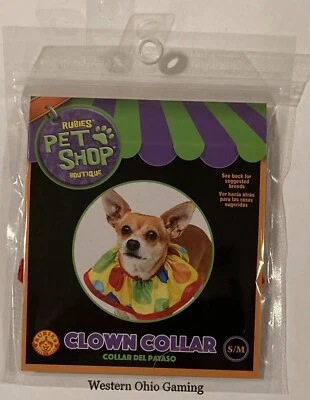 RUBIES®
PET SHOP
BOUTIQUE
See back for
suggested
breeds
Ver hacia atrás
para las razas
sugeridas
RUBIE'S
CLOWN COLLAR
S/M
COLLAR DEL PAYASO
Western Ohio Gaming